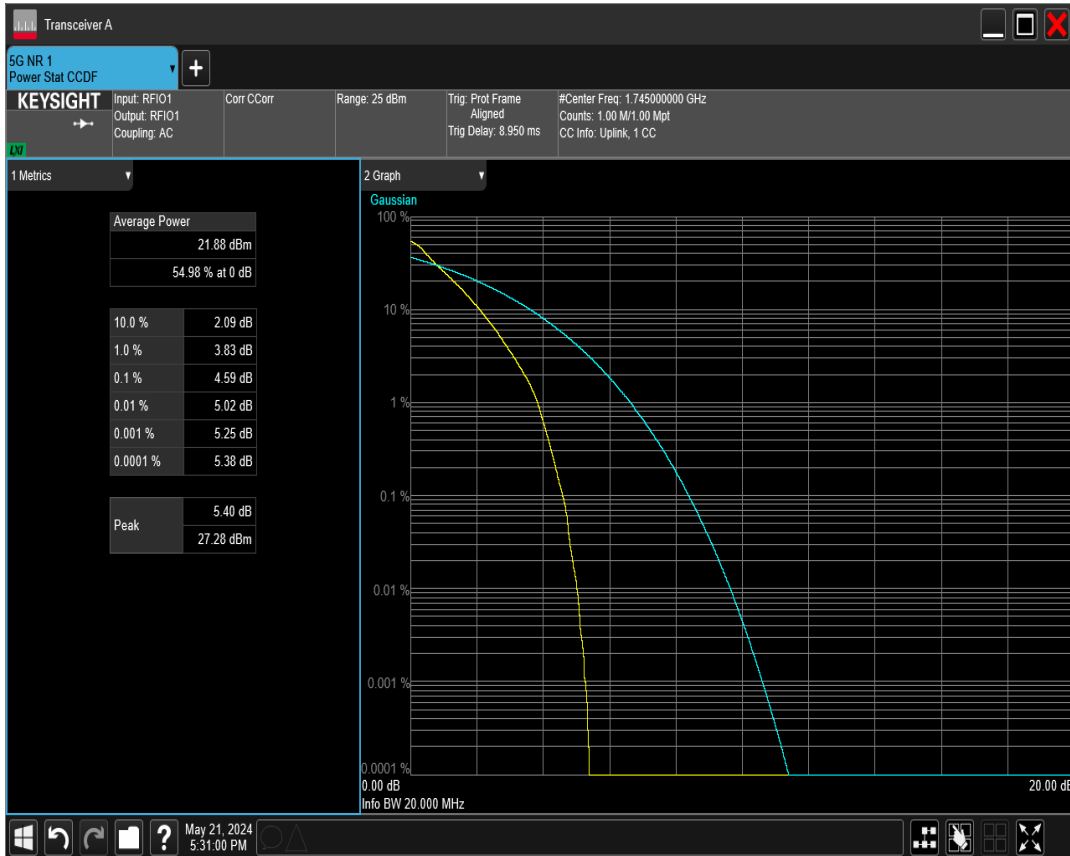 Transceiver A
5G NR 1
Power Stat CCDF
+
KEYSIGHT
LXI
Input: RFIO1
Output: RFIO1
Coupling: AC
Corr CCorr
Range: 25 dBm
Trig: Prot Frame
Aligned
Trig Delay: 8.950 ms
#Center Freq: 1.745000000 GHz
Counts: 1.00 M/1.00 Mpt
CC Info: Uplink, 1 CC
1 Metrics
Average Power
21.88 dBm
54.98 % at 0 dB
10.0 % 2.09 dB
1.0 % 3.83 dB
0.1 % 4.59 dB
0.01 % 5.02 dB
0.001 % 5.25 dB
0.0001 % 5.38 dB
Peak
5.40 dB
27.28 dBm
2 Graph
Gaussian
100 %
10 %
1 %
0.1 %
0.01 %
0.001 %
0.0001 %
0.00 dB 20.00 dB
Info BW 20.000 MHz
?
May 21, 2024
5:31:00 PM